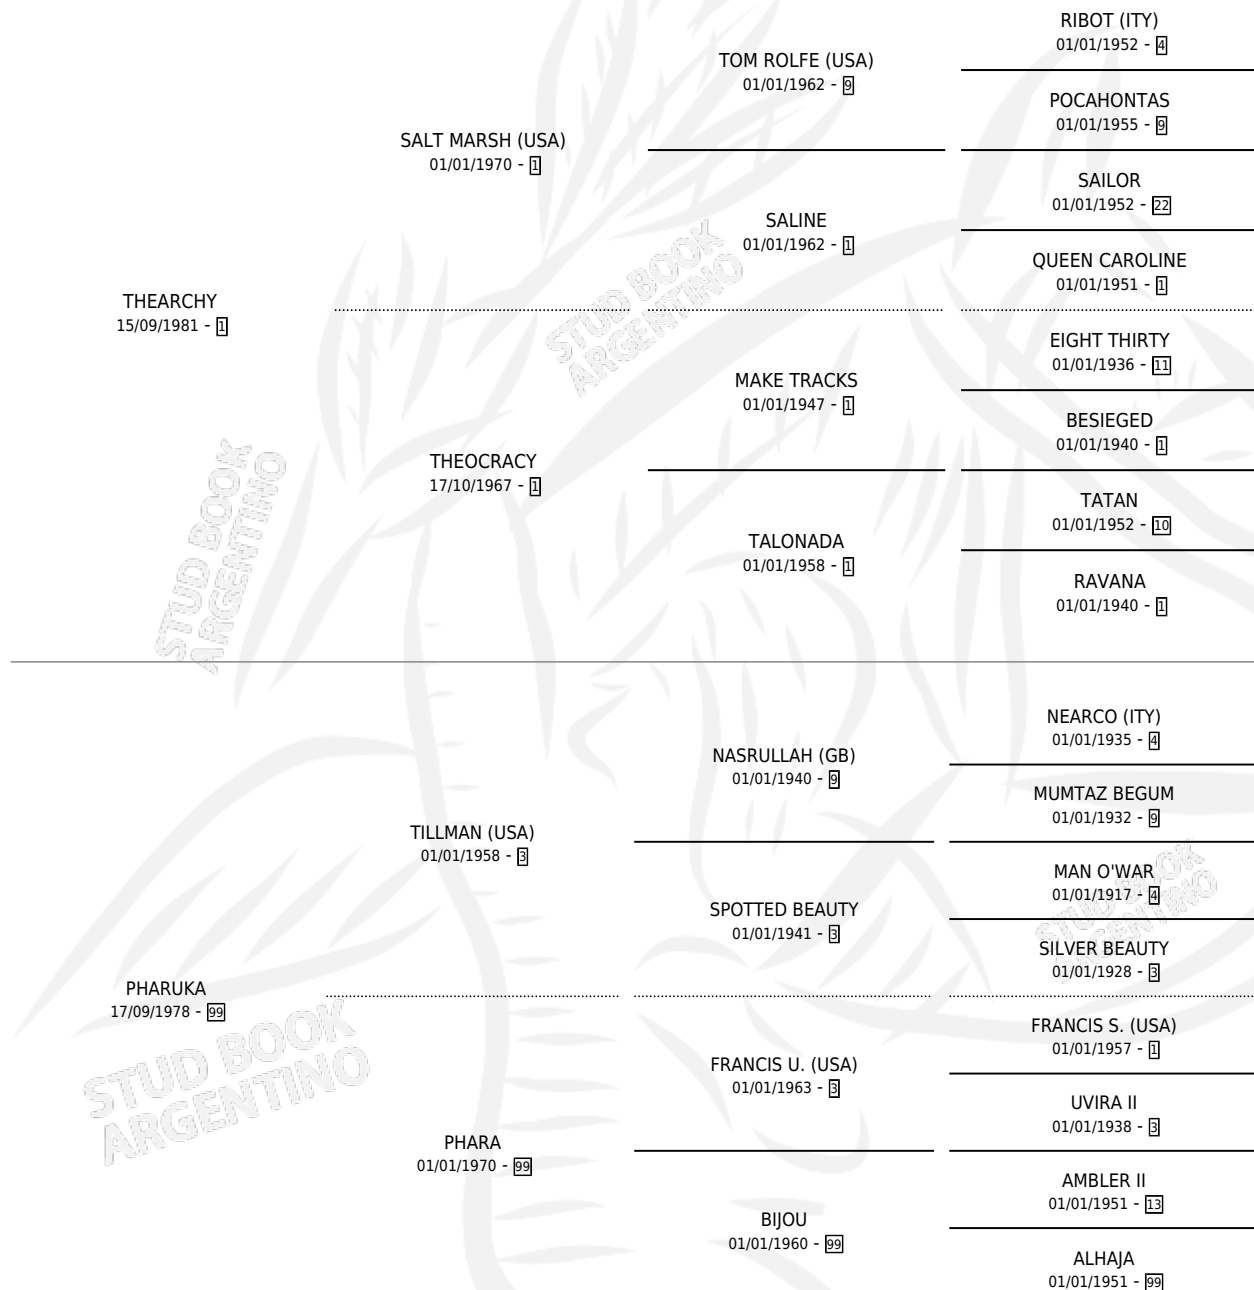 RIBOT (ITY)
01/01/1952 - 4
TOM ROLFE (USA)
01/01/1962 - 9
POCAHONTAS
01/01/1955 - 9
SALT MARSH (USA)
01/01/1970 - 1
SAILOR
01/01/1952 - 22
SALINE
01/01/1962 - 1
QUEEN CAROLINE
01/01/1951 - 1
THEARCHY
15/09/1981 - 1
EIGHT THIRTY
01/01/1936 - 11
MAKE TRACKS
01/01/1947 - 1
BESIEGED
01/01/1940 - 1
THEOCRACY
17/10/1967 - 1
TATAN
01/01/1952 - 10
TALONADA
01/01/1958 - 1
RAVANA
01/01/1940 - 1
NEARCO (ITY)
01/01/1935 - 4
NASRULLAH (GB)
01/01/1940 - 9
MUMTAZ BEGUM
01/01/1932 - 9
TILLMAN (USA)
01/01/1958 - 3
MAN O'WAR
01/01/1917 - 4
SPOTTED BEAUTY
01/01/1941 - 3
SILVER BEAUTY
01/01/1928 - 3
PHARUKA
17/09/1978 - 99
FRANCIS S. (USA)
01/01/1957 - 1
FRANCIS U. (USA)
01/01/1963 - 3
UVIRA II
01/01/1938 - 3
PHARA
01/01/1970 - 99
AMBLER II
01/01/1951 - 13
BIJOU
01/01/1960 - 99
ALHAJA
01/01/1951 - 99
STUD BOOK
ARGENTINO
STUD BOOK
ARGENTINO
STUD BOOK
ARGENTINO
STUD BOOK
ARGENTINO